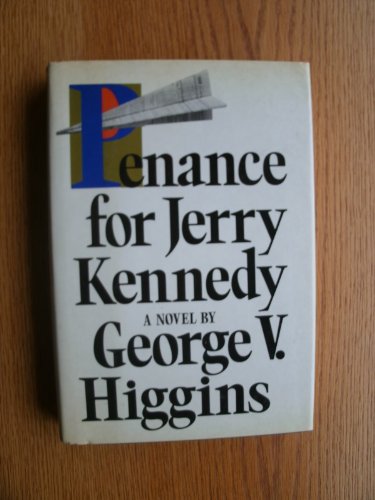 Penance
for Jerry
Kennedy
A NOVEL BY
George V.
Higgins